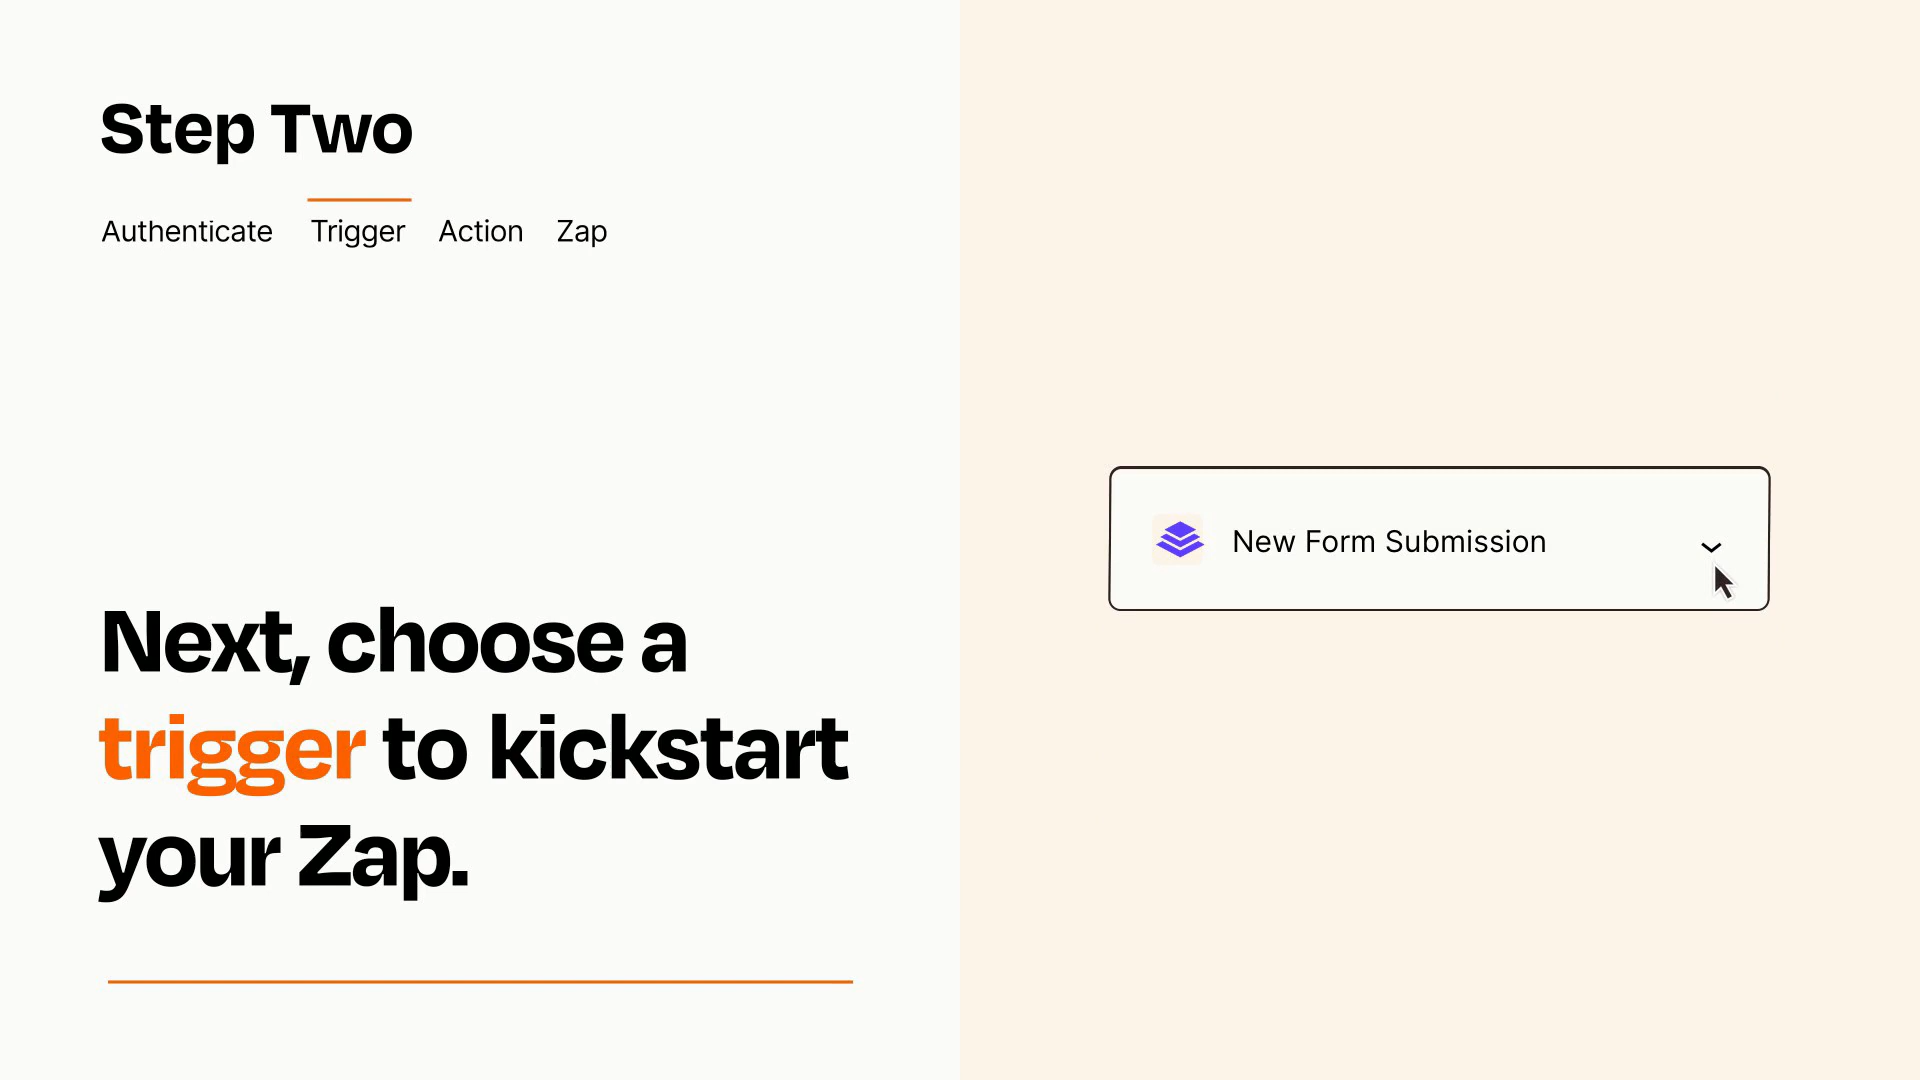 Step Two
Authenticate Trigger Action Zap
Next, choose a
trigger to kickstart
your Zap.
New Form Submission